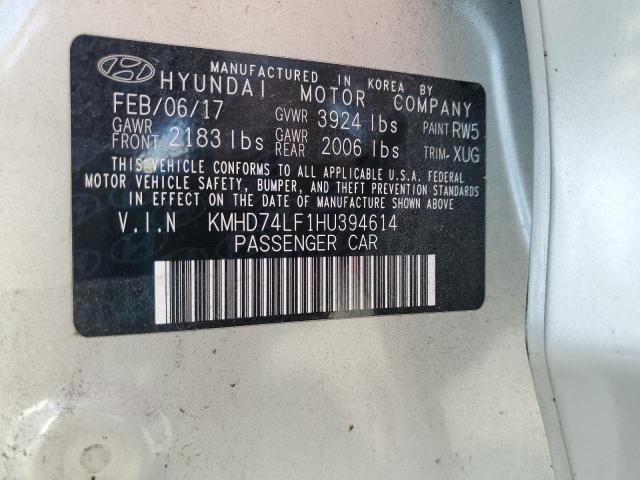 MANUFACTURED IN KOREA BY
HYUNDAI MOTOR COMPANY
FEB/06/17 GVWR 3924 lbs PAINT RW5
GAWR FRONT 2183 lbs GAWR REAR 2006 lbs TRIM- XUG
THIS VEHICLE CONFORMS TO ALL APPLICABLE U.S.A. FEDERAL
MOTOR VEHICLE SAFETY, BUMPER, AND THEFT PREVENTION STANDARDS
IN EFFECT ON THE DATE OF MANUFACTURE SHOWN ABOVE
V.I.N KMHD74LF1HU394614
PASSENGER CAR